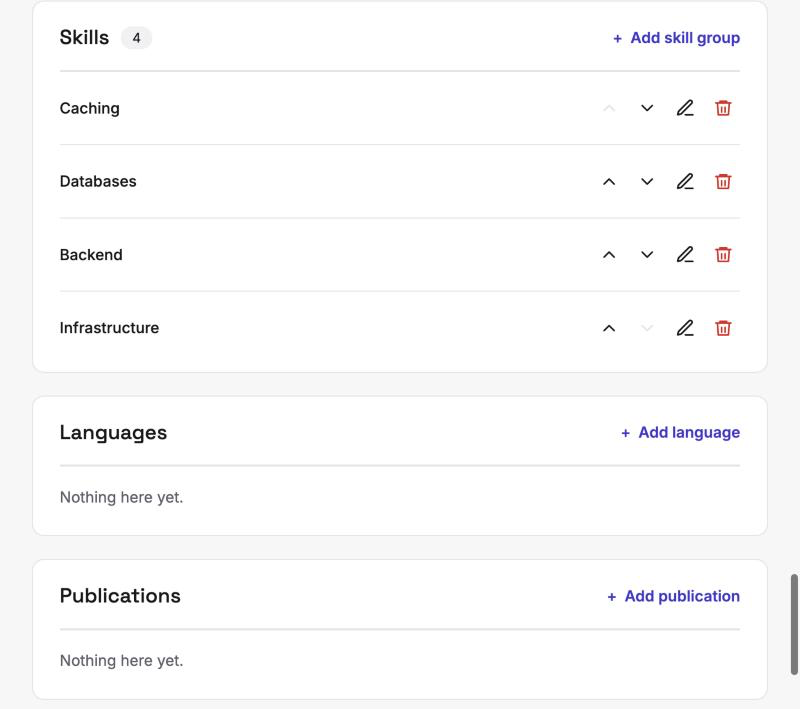 Skills 4 + Add skill group
Caching
Databases
Backend
Infrastructure
Languages + Add language
Nothing here yet.
Publications + Add publication
Nothing here yet.